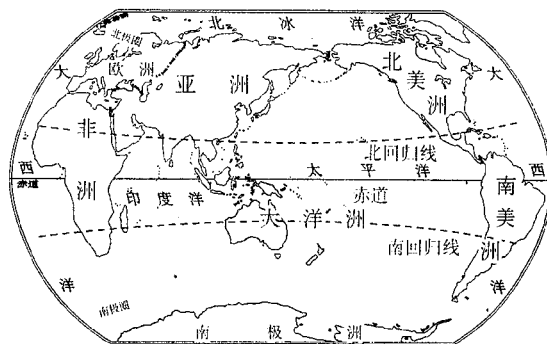 北 冰 洋
北极圈
大
欧 洲
亚 洲
北
美
洲
大
非
洲
北回归线
西
赤道
太 平 洋
西
印 度 洋
赤道
南
美
洲
大 洋 洲
南回归线
洋
洋
南极圈
南 极 洲